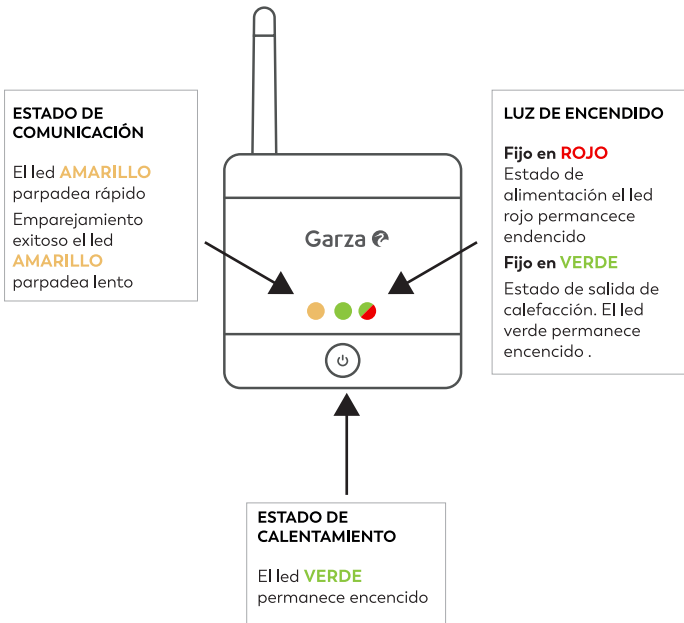 ESTADO DE
COMUNICACIÓN
El led AMARILLO
parpadea rápido
Emparejamiento
exitoso el led
AMARILLO
parpadea lento
Garza
LUZ DE ENCENDIDO
Fijo en ROJO
Estado de
alimentación el led
rojo permancece
endencido
Fijo en VERDE
Estado de salida de
calefacción. El led
verde permanece
encencido .
ESTADO DE
CALENTAMIENTO
El led VERDE
permanece encencido